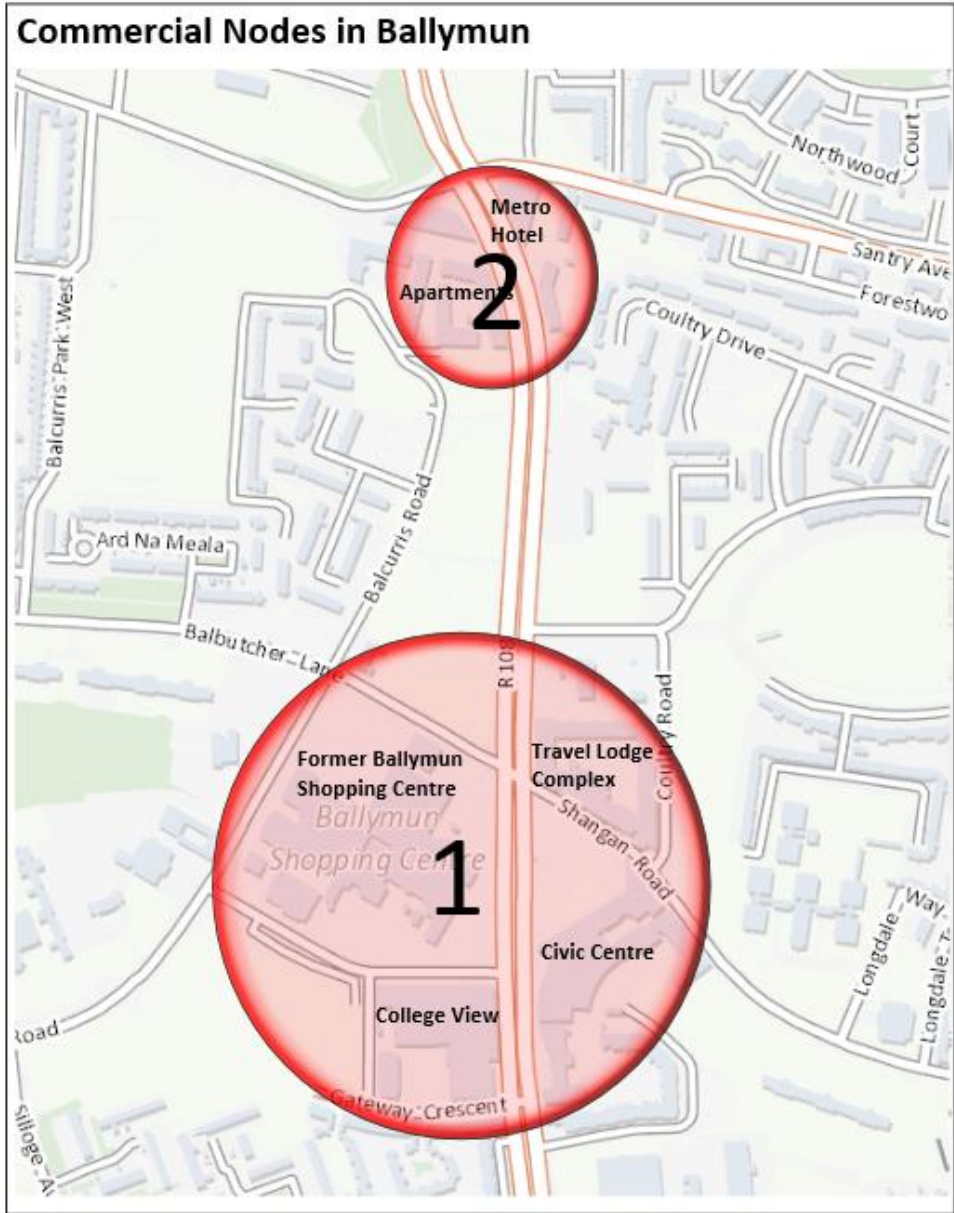 Commercial Nodes in Ballymun
Northwood
Court
Metro
Hotel
Santry Ave
Forestwo
2
Apartments
Balcurris Park West
Coultry Drive
Balcurris Road
Ard Na Meala
Balbutcher Lane
R108
Former Ballymun
Shopping Centre
Travel Lodge
Complex
Coultry Road
Ballymun
Shopping Centre
1
Shangan Road
Civic Centre
Way
Longdale
Longdale T
College View
Road
Gateway Crescent
Silloge A